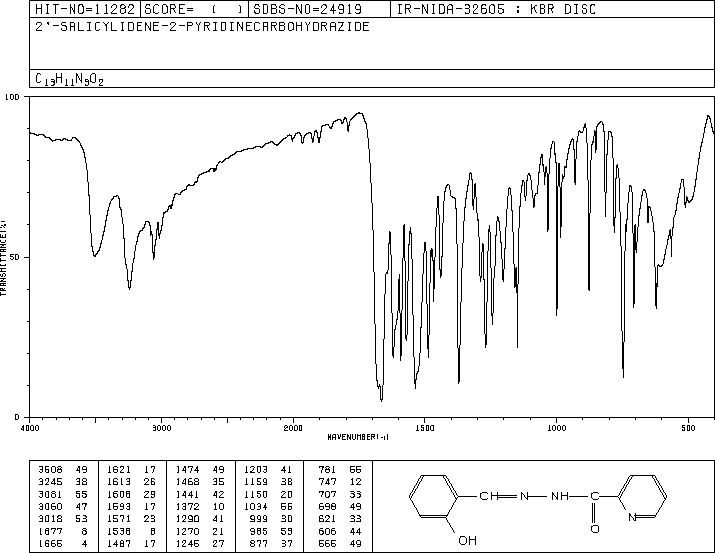 HIT-NO=11282 SCORE= ( ) SDBS-NO=24919 IR-NIDA-32605 : KBR DISC
2'-SALICYLIDENE-2-PYRIDINECARBOHYDRAZIDE
C13H11N3O2
100
50
0
TRANSMITTANCE(%)
4000 3000 2000 1500 1000 500
WAVENUMBER(-1)
3508 49 1621 17 1474 49 1203 41 781 55
3245 38 1613 26 1468 35 1159 38 747 12
3081 55 1608 29 1441 42 1150 20 707 33
3060 47 1593 17 1372 10 1034 55 698 49
3018 53 1571 23 1290 41 999 30 621 33
1677 8 1538 8 1270 21 985 606 44
1665 4 1487 17 1245 27 877 37 565 49
CH N NH C
O
N
OH